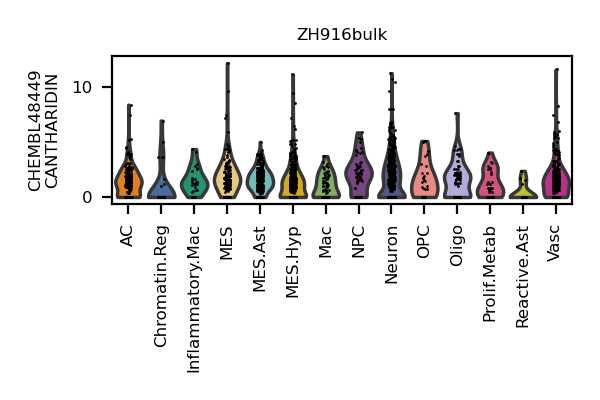 ZH916bulk
CHEMBL48449
CANTHARIDIN
10
0
AC
Chromatin.Reg
Inflammatory.Mac
MES
MES.Ast
MES.Hyp
Mac
NPC
Neuron
OPC
Oligo
Prolif.Metab
Reactive.Ast
Vasc